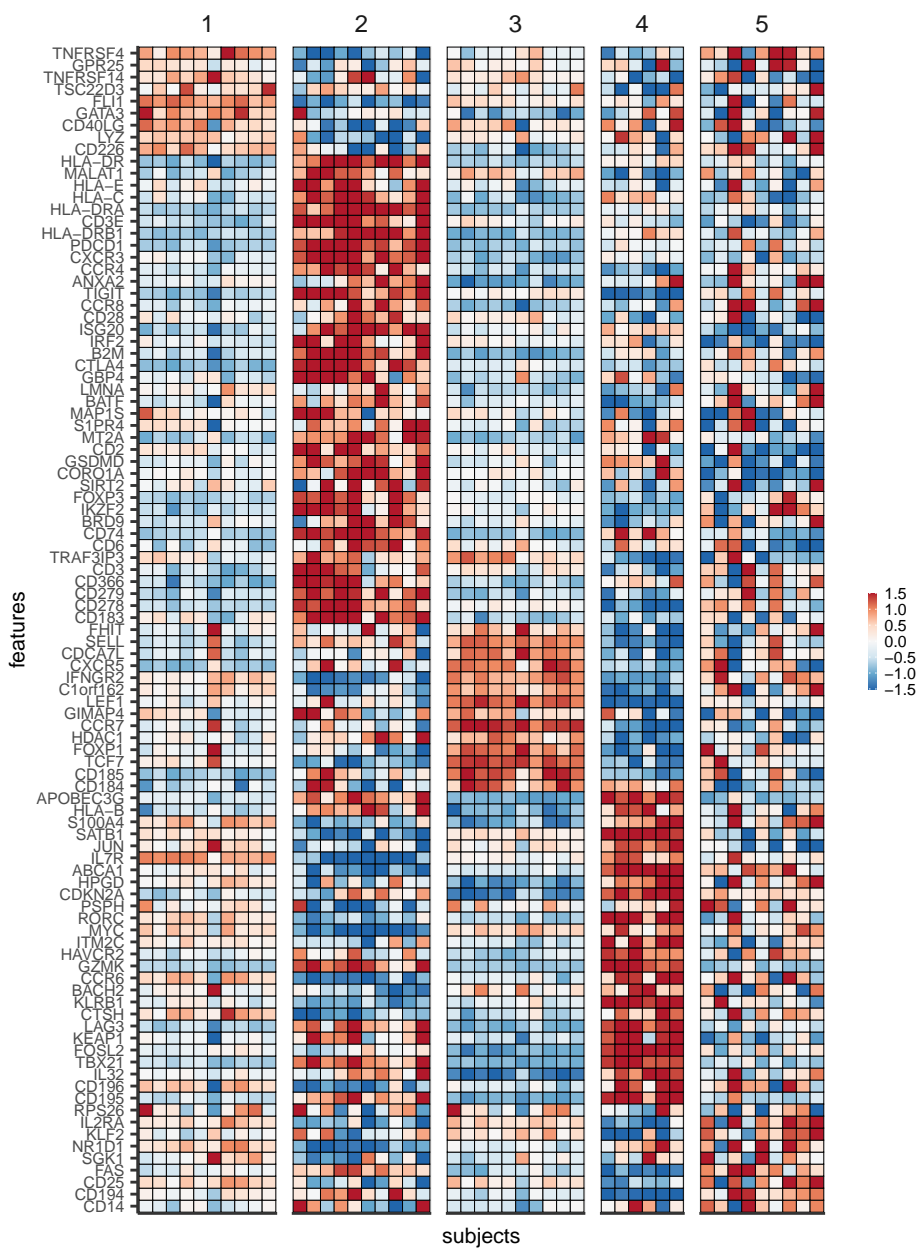 1 2 3 4 5
TNFRSF4
GPR25
TNFRSF14
TSC22D3
FLI1
GATA3
CD40LG
LYZ
CD226
HLA−DR
MALAT1
HLA−E
HLA−C
HLA−DRA
CD3E
HLA−DRB1
PDCD1
CXCR3
CCR4
ANXA2
TIGIT
CCR8
CD28
ISG20
IRF2
B2M
CTLA4
GBP4
LMNA
BATF
MAP1S
S1PR4
MT2A
CD2
GSDMD
CORO1A
SIRT2
FOXP3
IKZF2
BRD9
CD74
CD6
TRAF3IP3
CD3
CD366
CD279
CD278
CD183
FHIT
SELL
CDCA7L
CXCR5
IFNGR2
C1orf162
LEF1
GIMAP4
CCR7
HDAC1
FOXP1
TCF7
CD185
CD184
APOBEC3G
HLA−B
S100A4
SATB1
JUN
IL7R
ABCA1
HPGD
CDKN2A
PSPH
RORC
MYC
ITM2C
HAVCR2
GZMK
CCR6
BACH2
KLRB1
CTSH
LAG3
KEAP1
FOSL2
TBX21
IL32
CD196
CD195
RPS26
IL2RA
KLF2
NR1D1
SGK1
FAS
CD25
CD194
CD14
features
subjects
1.5
1.0
0.5
0.0
−0.5
−1.0
−1.5